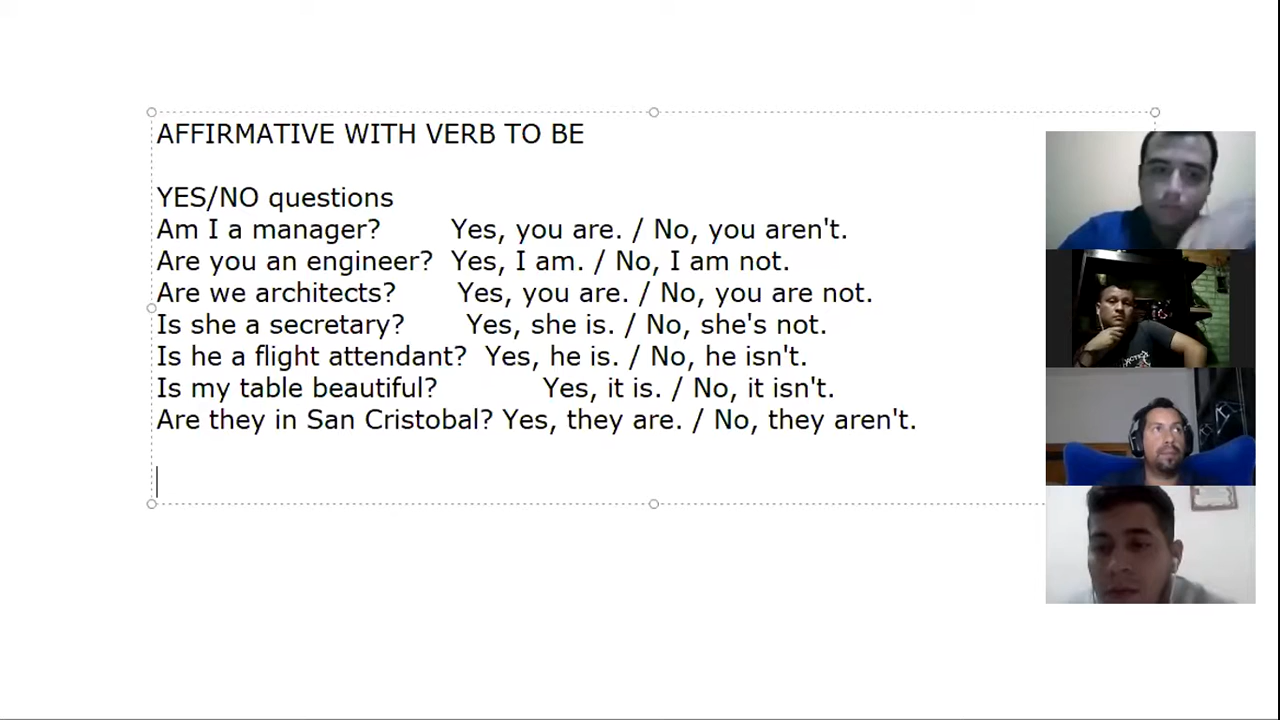 AFFIRMATIVE WITH VERB TO BE
YES/NO questions
Am I a manager? Yes, you are. / No, you aren't.
Are you an engineer? Yes, I am. / No, I am not.
Are we architects? Yes, you are. / No, you are not.
Is she a secretary? Yes, she is. / No, she's not.
Is he a flight attendant? Yes, he is. / No, he isn't.
Is my table beautiful? Yes, it is. / No, it isn't.
Are they in San Cristobal? Yes, they are. / No, they aren't.